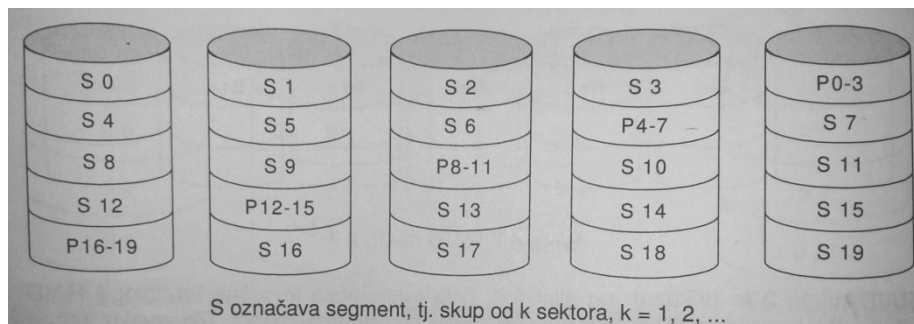 S 0 S 1 S 2 S 3 P0-3
S 4 S 5 S 6 P4-7 S 7
S 8 S 9 P8-11 S 10 S 11
S 12 P12-15 S 13 S 14 S 15
P16-19 S 16 S 17 S 18 S 19
S označava segment, tj. skup od k sektora, k = 1, 2, ...